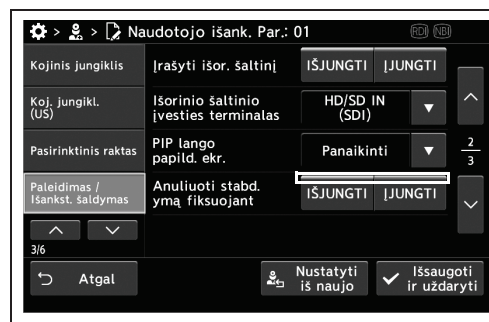 > > Naudotojo išank. Par.: 01 RDI NBI
Kojinis jungiklis
Įrašyti išor. šaltinį IŠJUNGTI ĮJUNGTI
Koj. jungikl.
(US)
Išorinio šaltinio
įvesties terminalas
HD/SD IN
(SDI)
Pasirinktinis raktas
PIP lango
papild. ekr.
Panaikinti
2
3
Paleidimas /
Išankst. šaldymas
Anuliuoti stabd.
ymą fiksuojant
IŠJUNGTI ĮJUNGTI
3/6
Atgal
Nustatyti
iš naujo
Išsaugoti
ir uždaryti